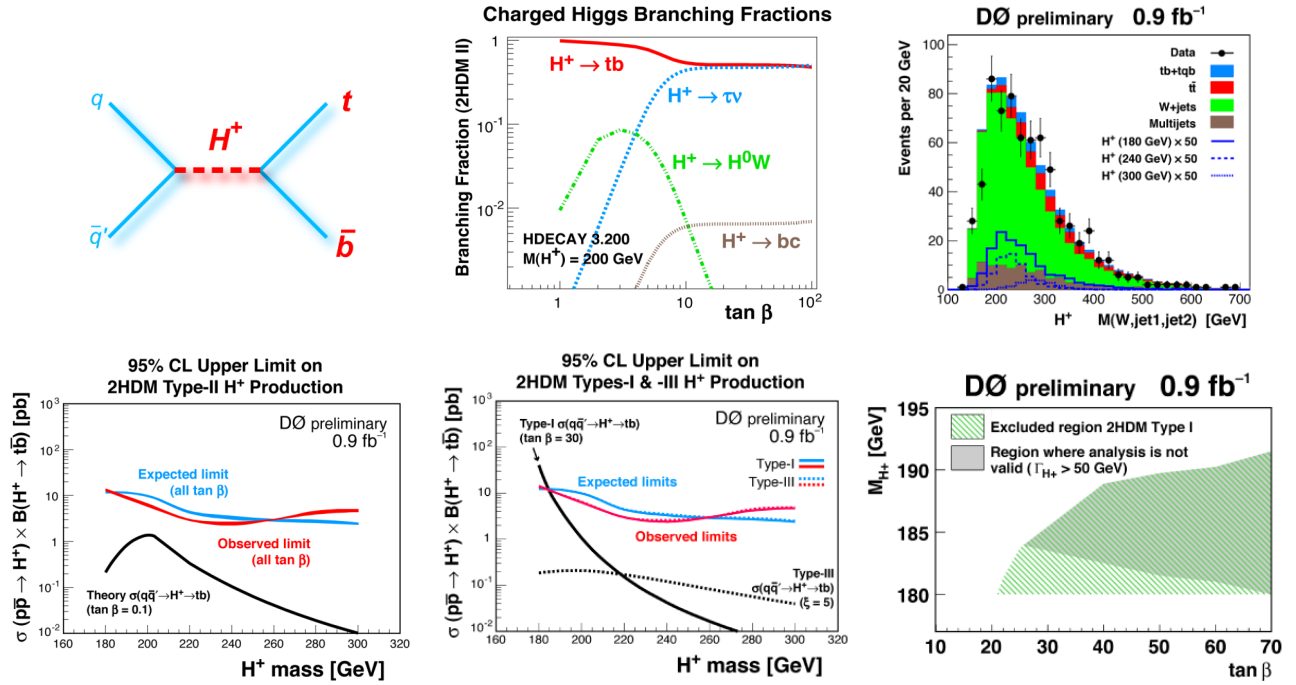 q
q̄′
H⁺
t
b̄
Charged Higgs Branching Fractions
Branching Fraction (2HDM II)
1
10⁻¹
10⁻²
H⁺ → tb
H⁺ → τν
H⁺ → H⁰W
H⁺ → bc
HDECAY 3.200
M(H⁺) = 200 GeV
1 10 10²
tan β
DØ preliminary 0.9 fb⁻¹
Events per 20 GeV
100
80
60
40
20
0
Data
tb+tqb
tt̄
W+jets
Multijets
H⁺ (180 GeV) × 50
H⁺ (240 GeV) × 50
H⁺ (300 GeV) × 50
100 200 300 400 500 600 700
H⁺ M(W,jet1,jet2) [GeV]
95% CL Upper Limit on
2HDM Type-II H⁺ Production
σ (pp̄ → H⁺) × B(H⁺ → tb̄) [pb]
10³
10²
10
1
10⁻¹
10⁻²
DØ preliminary
0.9 fb⁻¹
Expected limit
(all tan β)
Observed limit
(all tan β)
Theory σ(qq̄′→H⁺→tb)
(tan β = 0.1)
160 180 200 220 240 260 280 300 320
H⁺ mass [GeV]
95% CL Upper Limit on
2HDM Types-I & -III H⁺ Production
σ (pp̄ → H⁺) × B(H⁺ → tb̄) [pb]
10³
10²
10
1
10⁻¹
10⁻²
Type-I σ(qq̄′→H⁺→tb)
(tan β = 30)
DØ preliminary
0.9 fb⁻¹
Type-I
Type-III
Expected limits
Observed limits
Type-III
σ(qq̄′→H⁺→tb)
(ξ = 5)
160 180 200 220 240 260 280 300 320
H⁺ mass [GeV]
DØ preliminary 0.9 fb⁻¹
M_H+ [GeV]
195
190
185
180
Excluded region 2HDM Type I
Region where analysis is not
valid ( Γ_H+ > 50 GeV)
10 20 30 40 50 60 70
tan β